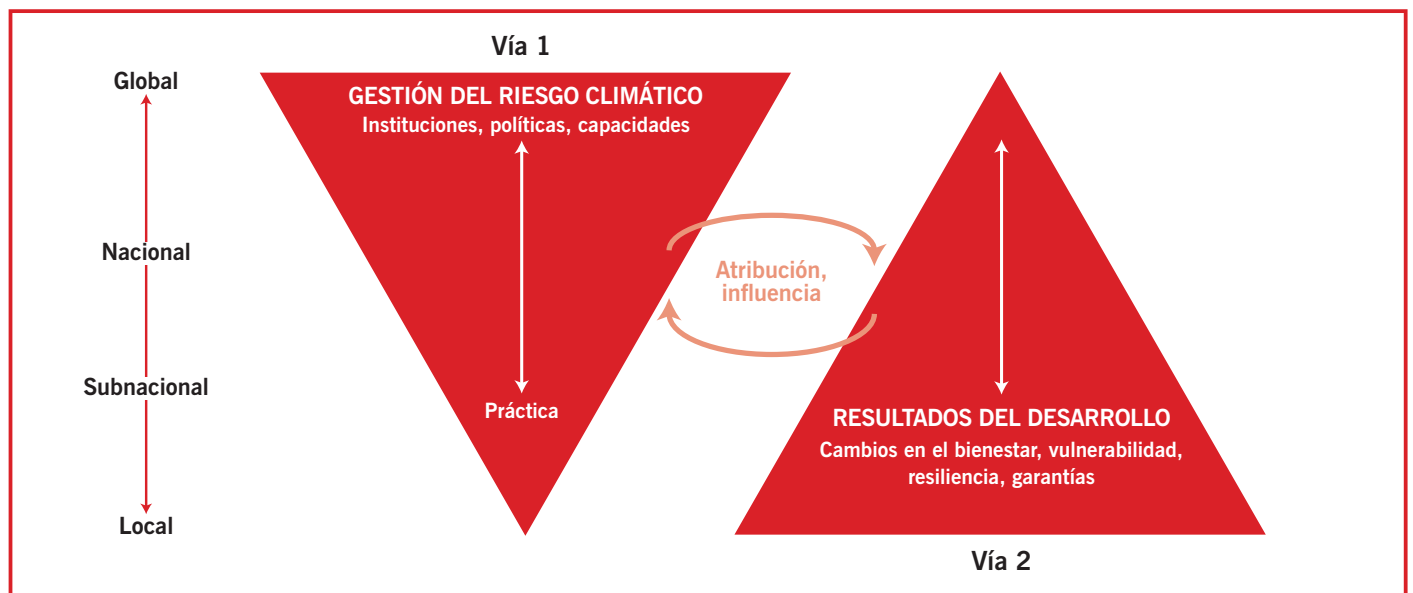 Vía 1
Global
Nacional
Subnacional
Local
GESTIÓN DEL RIESGO CLIMÁTICO
Instituciones, políticas, capacidades
Práctica
Atribución,
influencia
RESULTADOS DEL DESARROLLO
Cambios en el bienestar, vulnerabilidad,
resiliencia, garantías
Vía 2